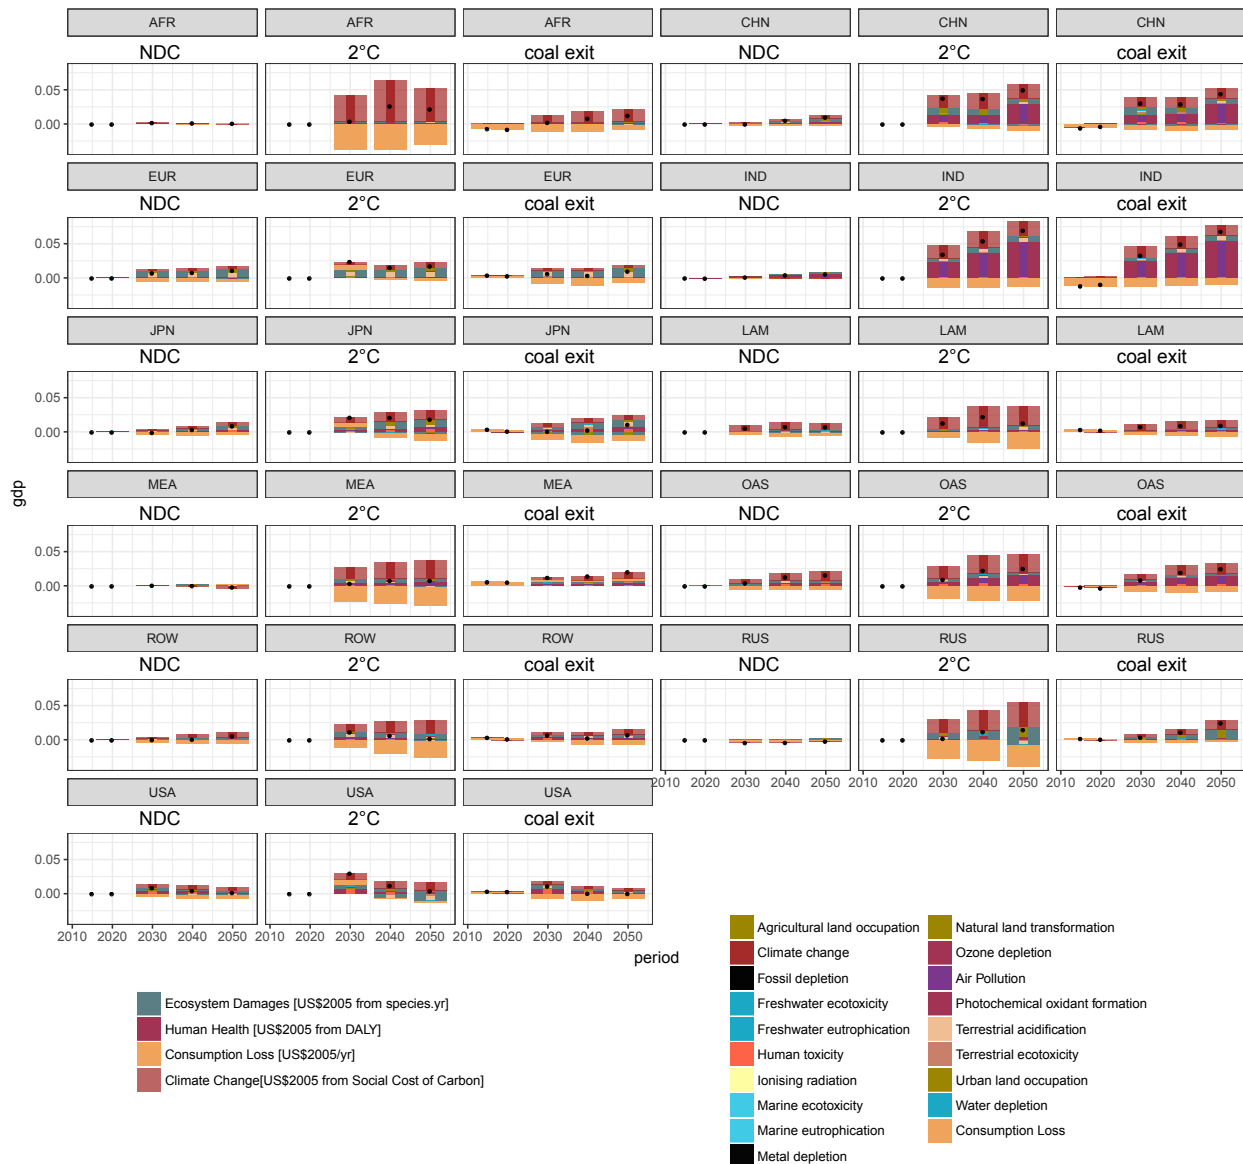 AFR AFR AFR CHN CHN CHN
NDC 2°C coal exit NDC 2°C coal exit
0.05
0.00
EUR EUR EUR IND IND IND
NDC 2°C coal exit NDC 2°C coal exit
0.05
0.00
JPN JPN JPN LAM LAM LAM
NDC 2°C coal exit NDC 2°C coal exit
0.05
0.00
gdp
MEA MEA MEA OAS OAS OAS
NDC 2°C coal exit NDC 2°C coal exit
0.05
0.00
ROW ROW ROW RUS RUS RUS
NDC 2°C coal exit NDC 2°C coal exit
0.05
0.00
2010 2020 2030 2040 2050 2010 2020 2030 2040 2050 2010 2020 2030 2040 2050
USA USA USA
NDC 2°C coal exit
0.05
0.00
2010 2020 2030 2040 2050 2010 2020 2030 2040 2050 2010 2020 2030 2040 2050
period
Ecosystem Damages [US$2005 from species.yr]
Human Health [US$2005 from DALY]
Consumption Loss [US$2005/yr]
Climate Change[US$2005 from Social Cost of Carbon]
Agricultural land occupation
Climate change
Fossil depletion
Freshwater ecotoxicity
Freshwater eutrophication
Human toxicity
Ionising radiation
Marine ecotoxicity
Marine eutrophication
Metal depletion
Natural land transformation
Ozone depletion
Air Pollution
Photochemical oxidant formation
Terrestrial acidification
Terrestrial ecotoxicity
Urban land occupation
Water depletion
Consumption Loss